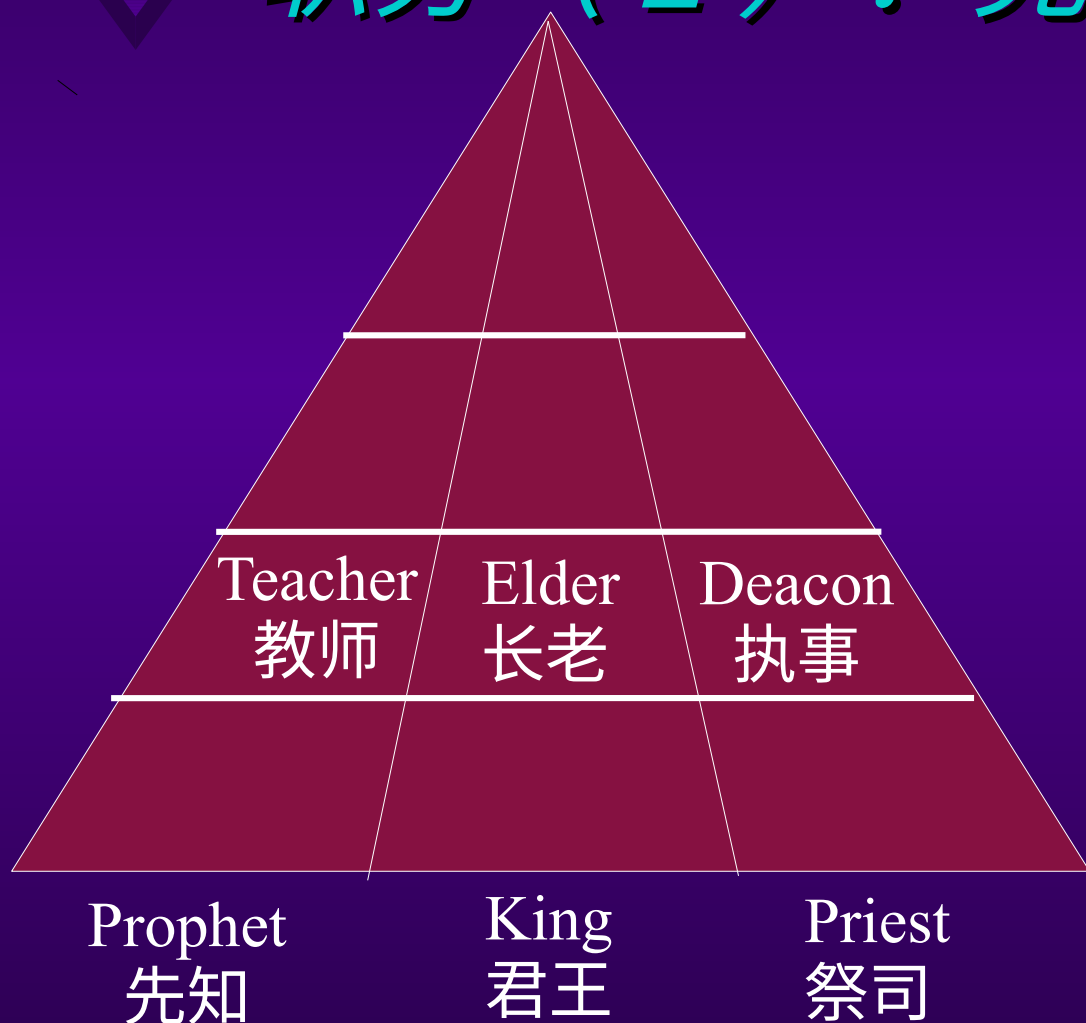 Teacher Elder Deacon
教师 长老 执事
Prophet King Priest
先知 君王 祭司